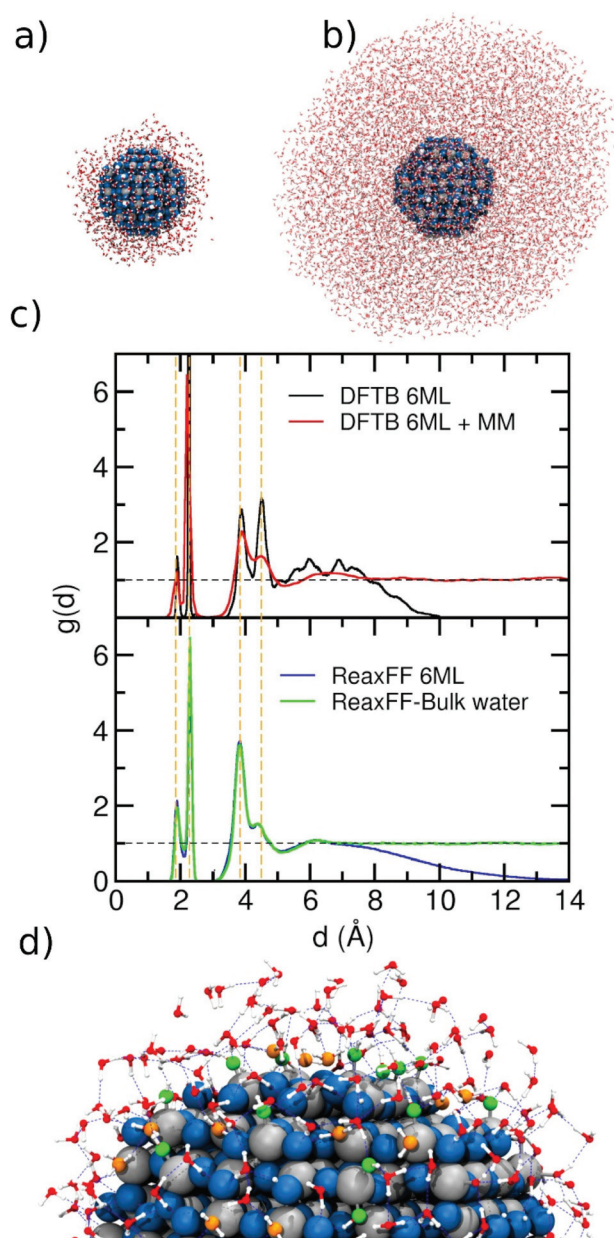 a)
b)
c)
6
4
2
0
DFTB 6ML
DFTB 6ML + MM
g(d)
6
4
2
0
ReaxFF 6ML
ReaxFF-Bulk water
0 2 4 6 8 10 12 14
d (Å)
d)